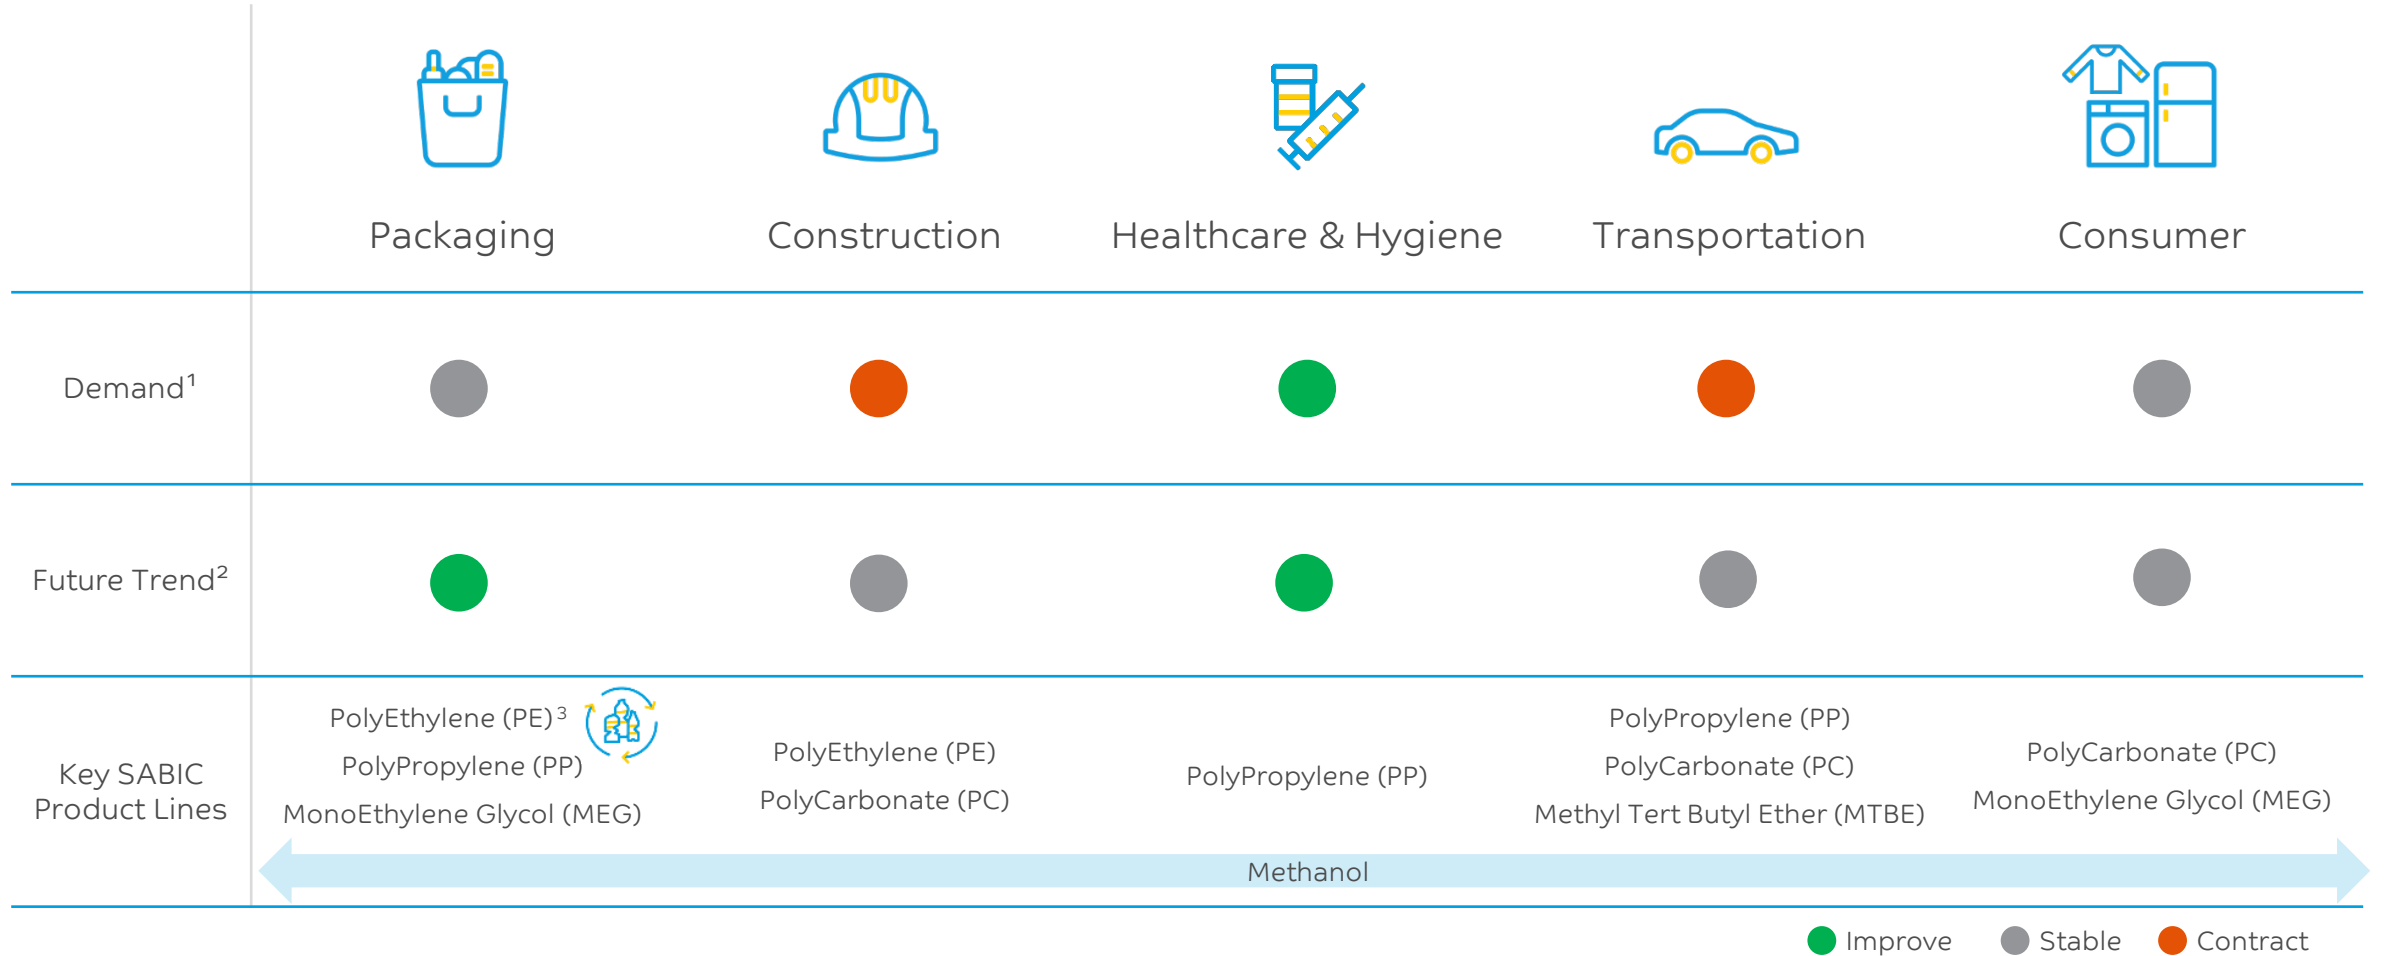 Packaging
Construction
Healthcare & Hygiene
Transportation
Consumer
Demand¹
Future Trend²
Key SABIC
Product Lines
PolyEthylene (PE)³
PolyPropylene (PP)
MonoEthylene Glycol (MEG)
PolyEthylene (PE)
PolyCarbonate (PC)
PolyPropylene (PP)
PolyPropylene (PP)
PolyCarbonate (PC)
Methyl Tert Butyl Ether (MTBE)
PolyCarbonate (PC)
MonoEthylene Glycol (MEG)
Methanol
Improve
Stable
Contract